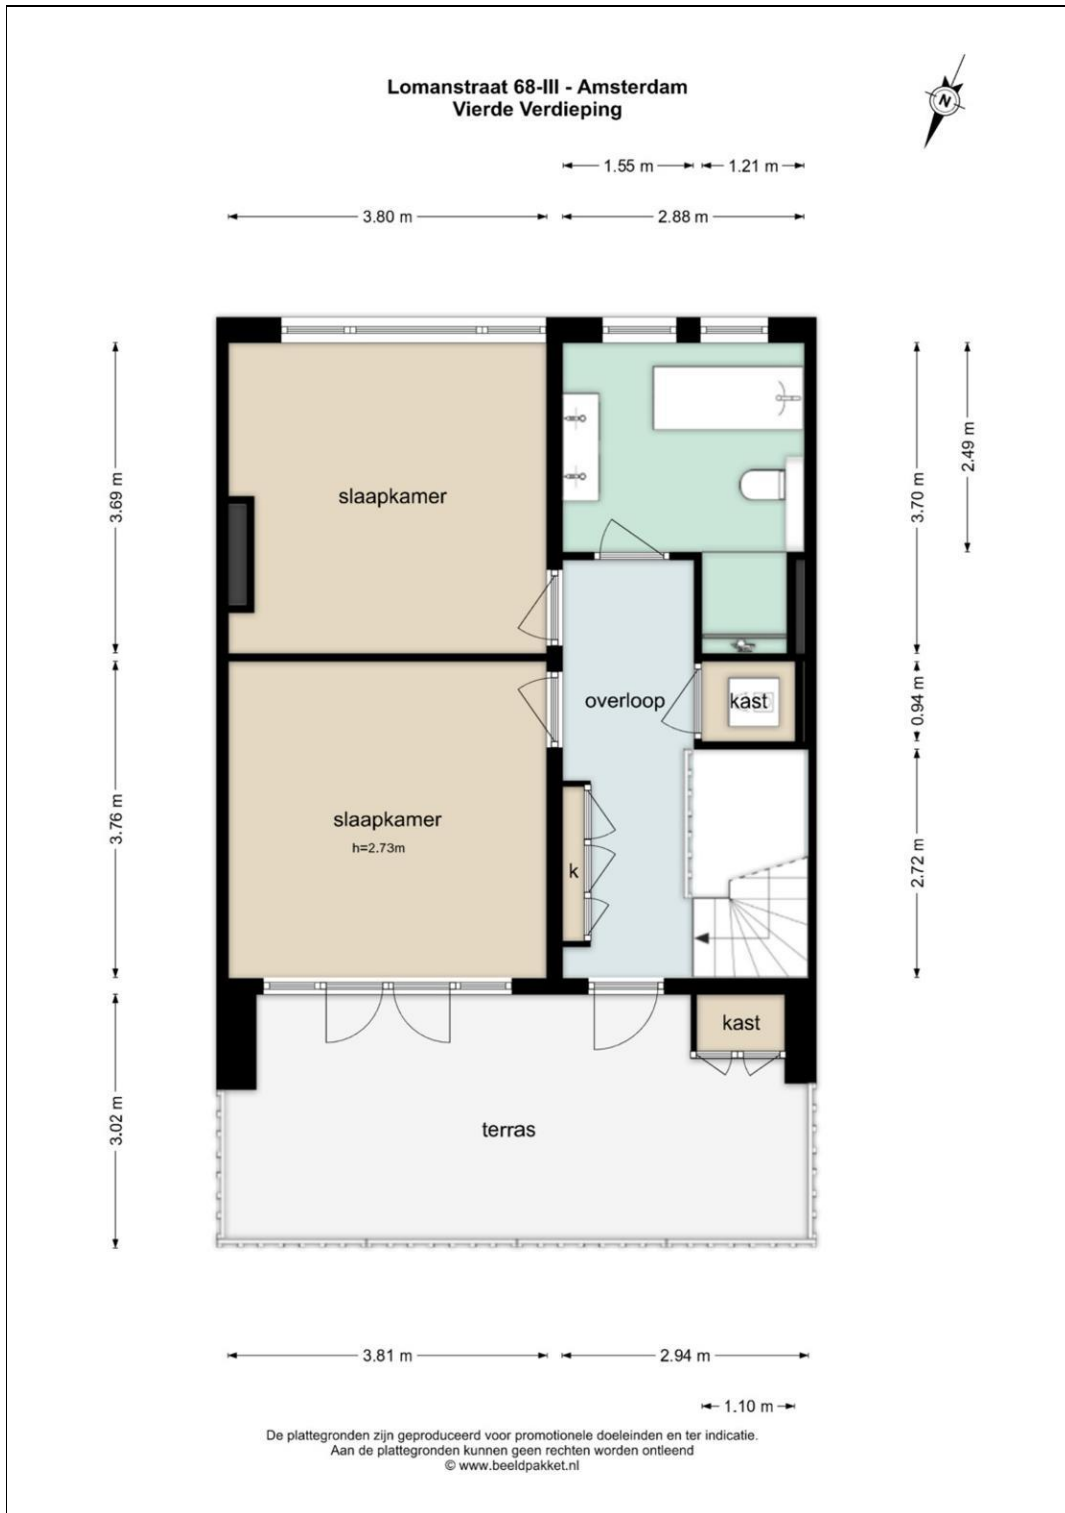 Lomanstraat 68-III - Amsterdam
Vierde Verdieping
N
1.55 m
1.21 m
3.80 m
2.88 m
3.69 m
3.70 m
2.49 m
slaapkamer
overloop
kast
0.94 m
3.76 m
slaapkamer
h=2.73m
k
2.72 m
kast
3.02 m
terras
3.81 m
2.94 m
1.10 m
De plattegronden zijn geproduceerd voor promotionele doeleinden en ter indicatie.
Aan de plattegronden kunnen geen rechten worden ontleend
© www.beeldpakket.nl